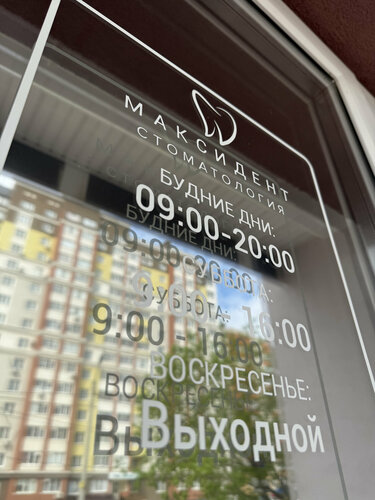 МАКСИДЕНТ
СТОМАТОЛОГИЯ
БУДНИЕ ДНИ:
09:00-20:00
СУББОТА:
9:00 - 16:00
ВОСКРЕСЕНЬЕ:
ВЫХОДНОЙ